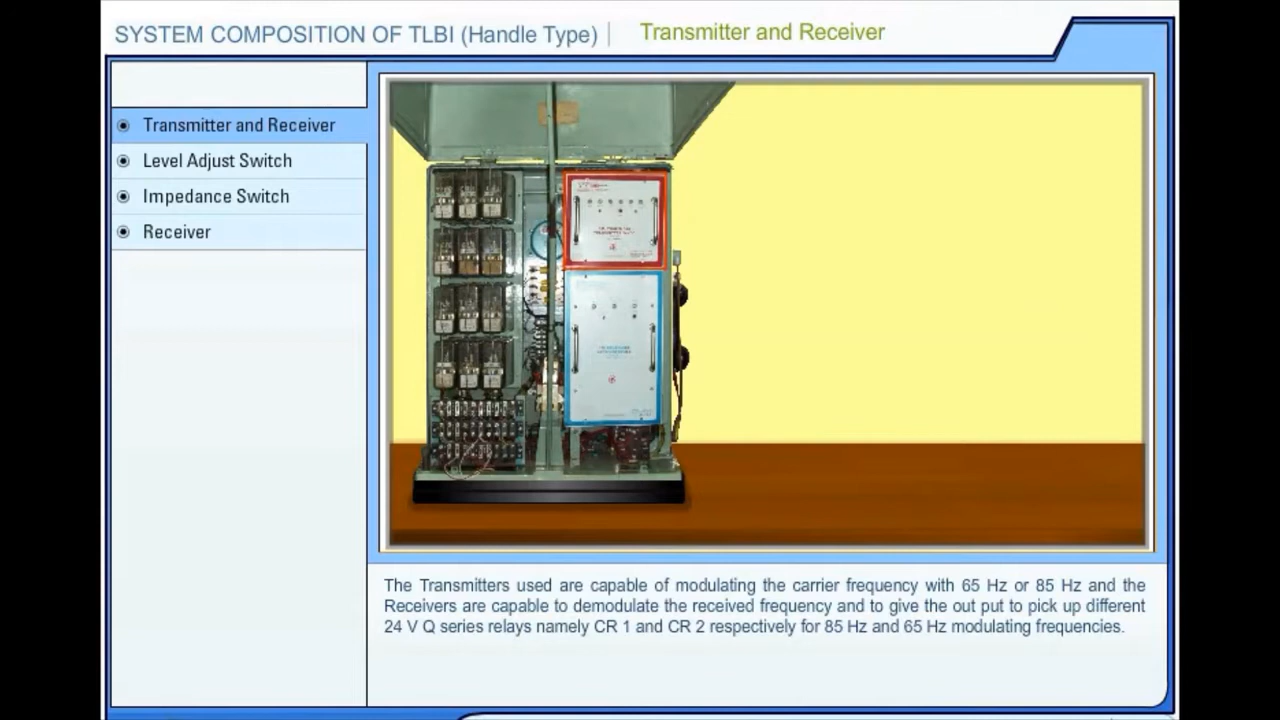 SYSTEM COMPOSITION OF TLBI (Handle Type)
Transmitter and Receiver
Transmitter and Receiver
Level Adjust Switch
Impedance Switch
Receiver
The Transmitters used are capable of modulating the carrier frequency with 65 Hz or 85 Hz and the
Receivers are capable to demodulate the received frequency and to give the out put to pick up different
24 V Q series relays namely CR 1 and CR 2 respectively for 85 Hz and 65 Hz modulating frequencies.